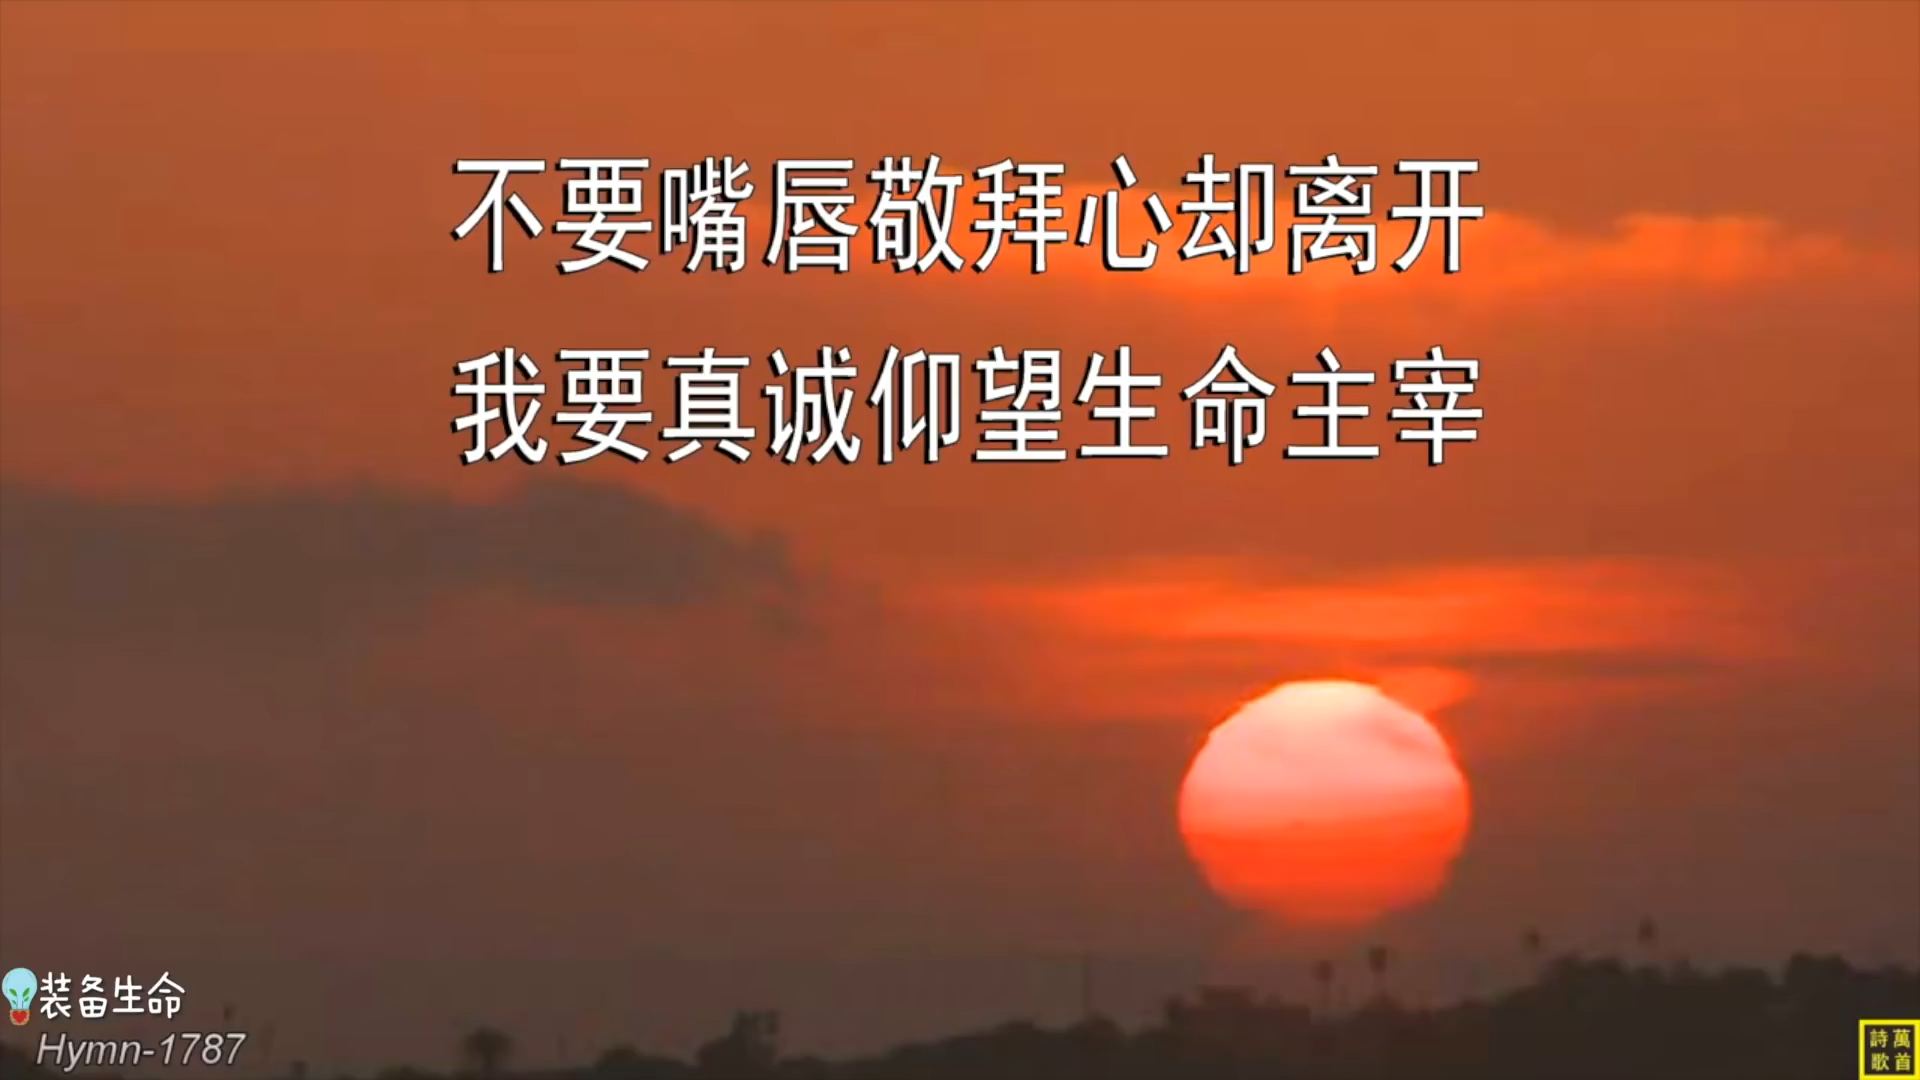 不要嘴唇敬拜心却离开
我要真诚仰望生命主宰
装备生命
Hymn-1787
萬首
詩歌